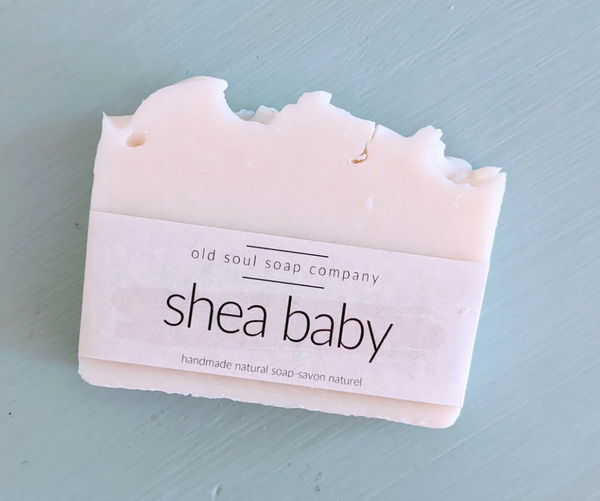 old soul soap company
shea baby
handmade natural soap-savon naturel